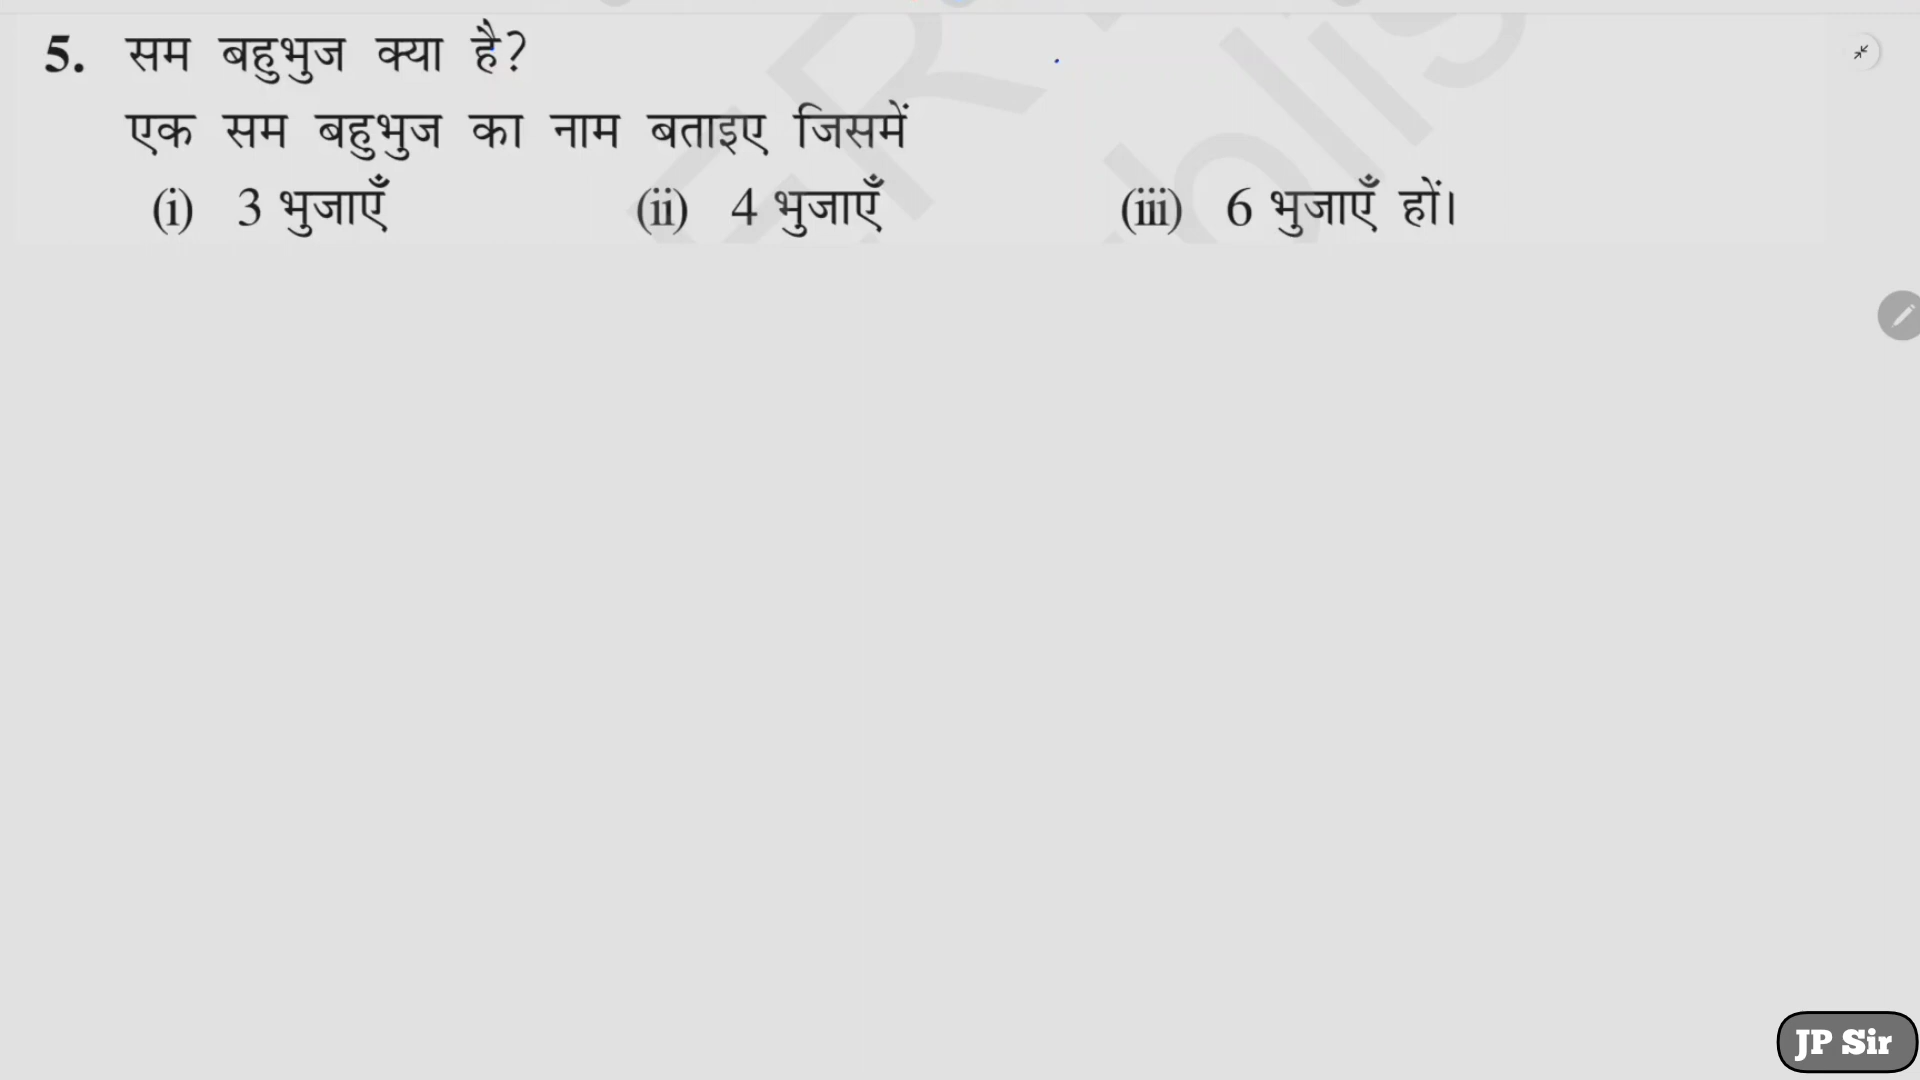 5. सम बहुभुज क्या है?
एक सम बहुभुज का नाम बताइए जिसमें
(i) 3 भुजाएँ (ii) 4 भुजाएँ (iii) 6 भुजाएँ हों।
JP Sir